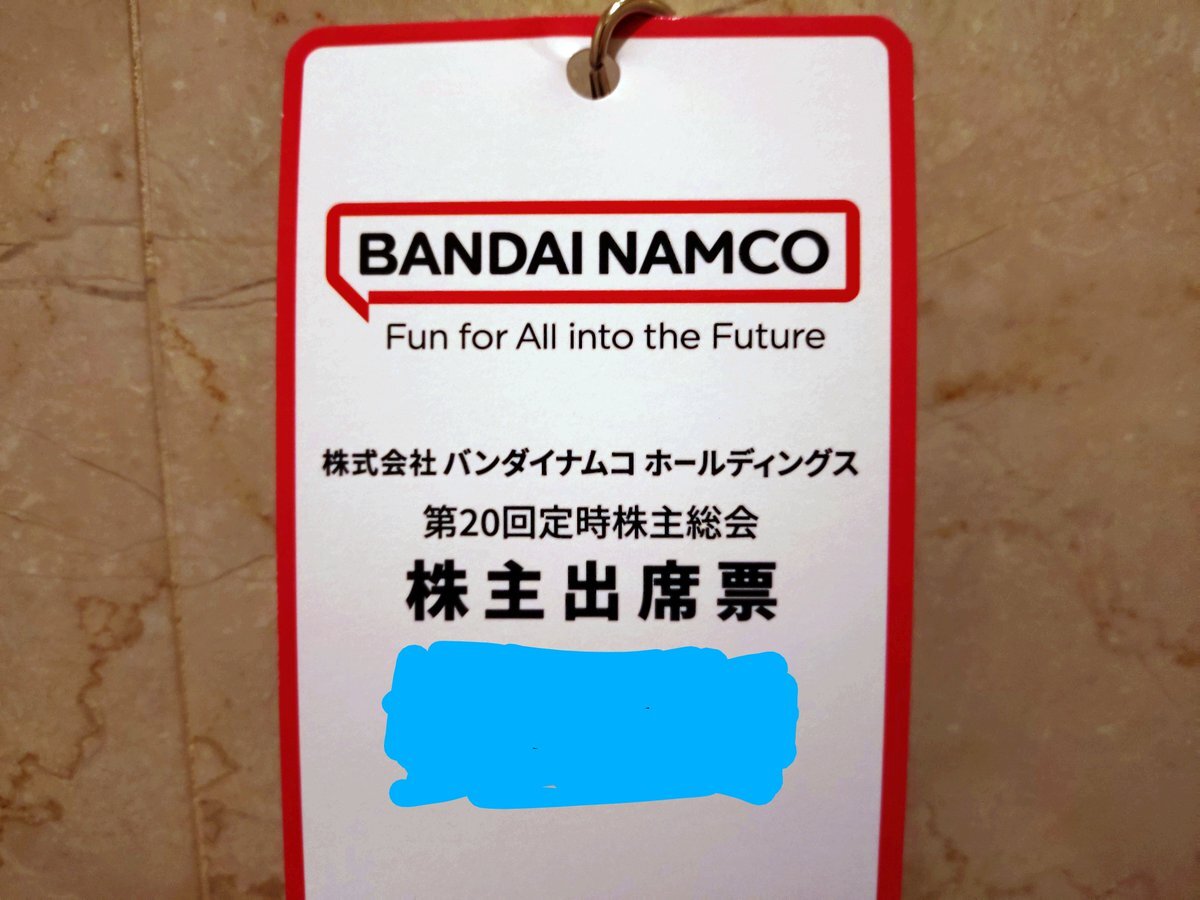 BANDAI NAMCO
Fun for All into the Future
株式会社 バンダイナムコ ホールディングス
第20回定時株主総会
株主出席票